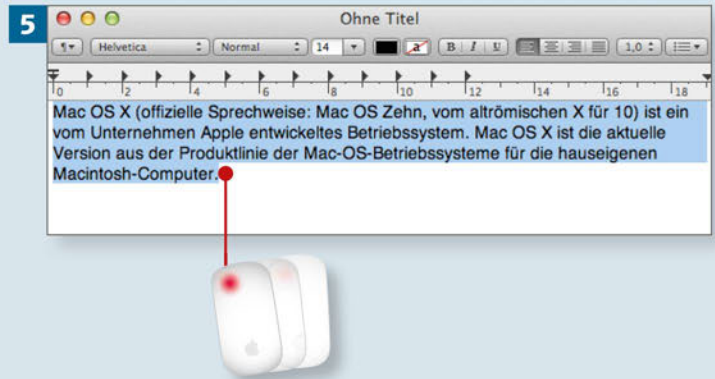 5
Ohne Titel
¶ Helvetica Normal 14 a B I U 1,0
0 2 4 6 8 10 12 14 16 18
Mac OS X (offizielle Sprechweise: Mac OS Zehn, vom altrömischen X für 10) ist ein
vom Unternehmen Apple entwickeltes Betriebssystem. Mac OS X ist die aktuelle
Version aus der Produktlinie der Mac-OS-Betriebssysteme für die hauseigenen
Macintosh-Computer.